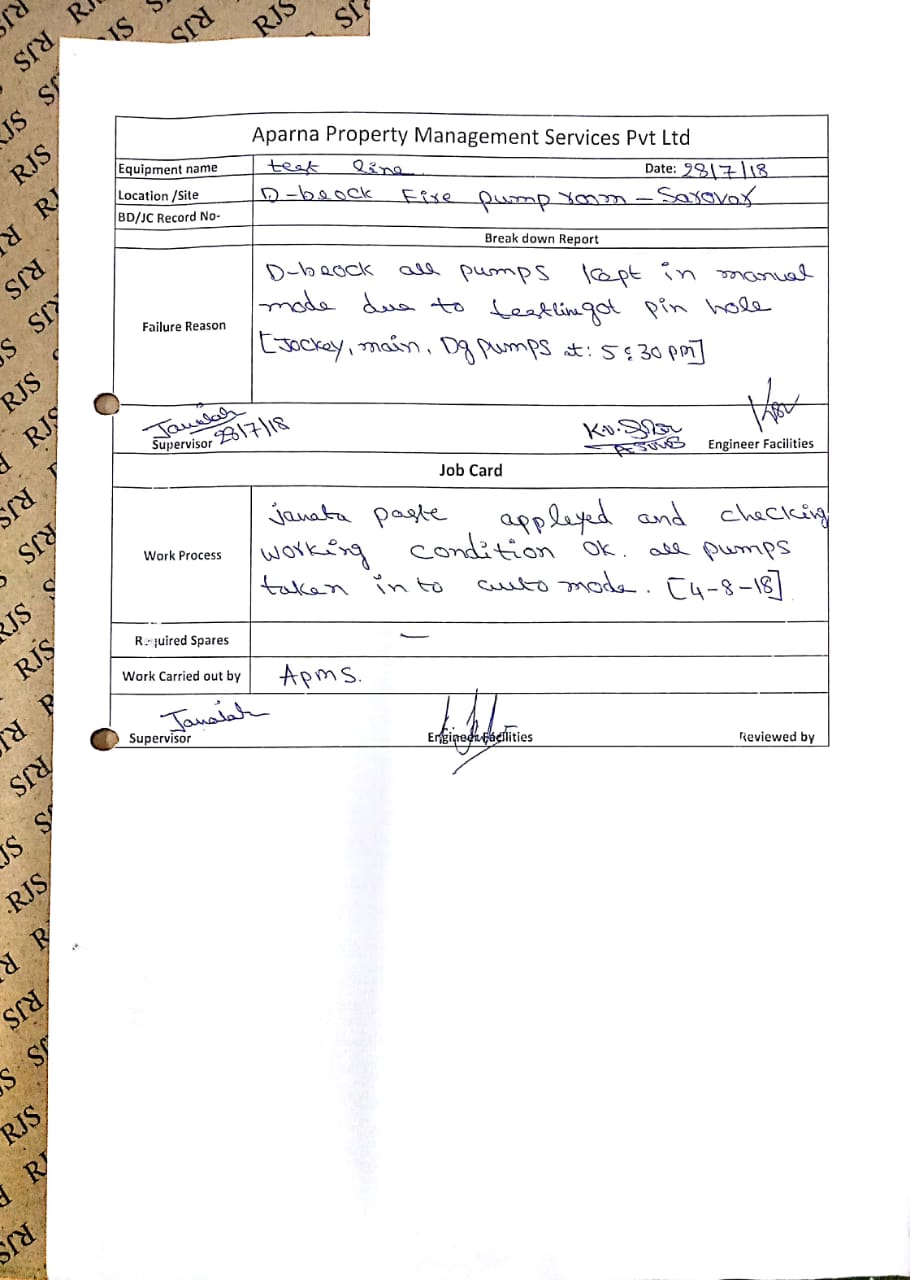 Aparna Property Management Services Pvt Ltd
Equipment name test line Date: 28/7/18
Location /Site D-block Fire pump room - Sarovar
BD/JC Record No-
Break down Report
Failure Reason
D-block all pumps kept in manual
mode due to testline got pin hole
[Jockey, main, Dg pumps at: 5:30 pm]
Janaiah 28/7/18
Supervisor
K.V.
Engineer Facilities
Job Card
Work Process
janata paste appleyed and checking
working condition ok. all pumps
taken in to auto mode. [4-8-18]
Required Spares —
Work Carried out by Apms.
Janaiah
Supervisor
Engineer Facilities
Reviewed by
RJS